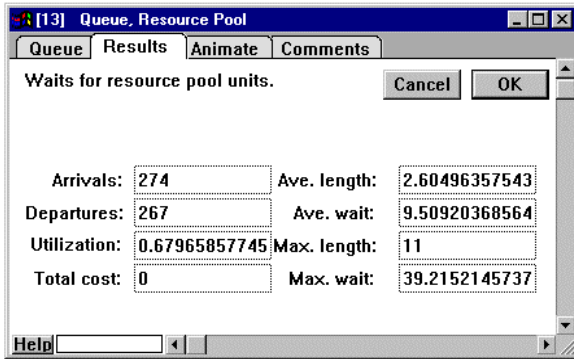 [13] Queue, Resource Pool
Queue Results Animate Comments
Waits for resource pool units.
Cancel OK
Arrivals: 274 Ave. length: 2.60496357543
Departures: 267 Ave. wait: 9.50920368564
Utilization: 0.67965857745 Max. length: 11
Total cost: 0 Max. wait: 39.2152145737
Help